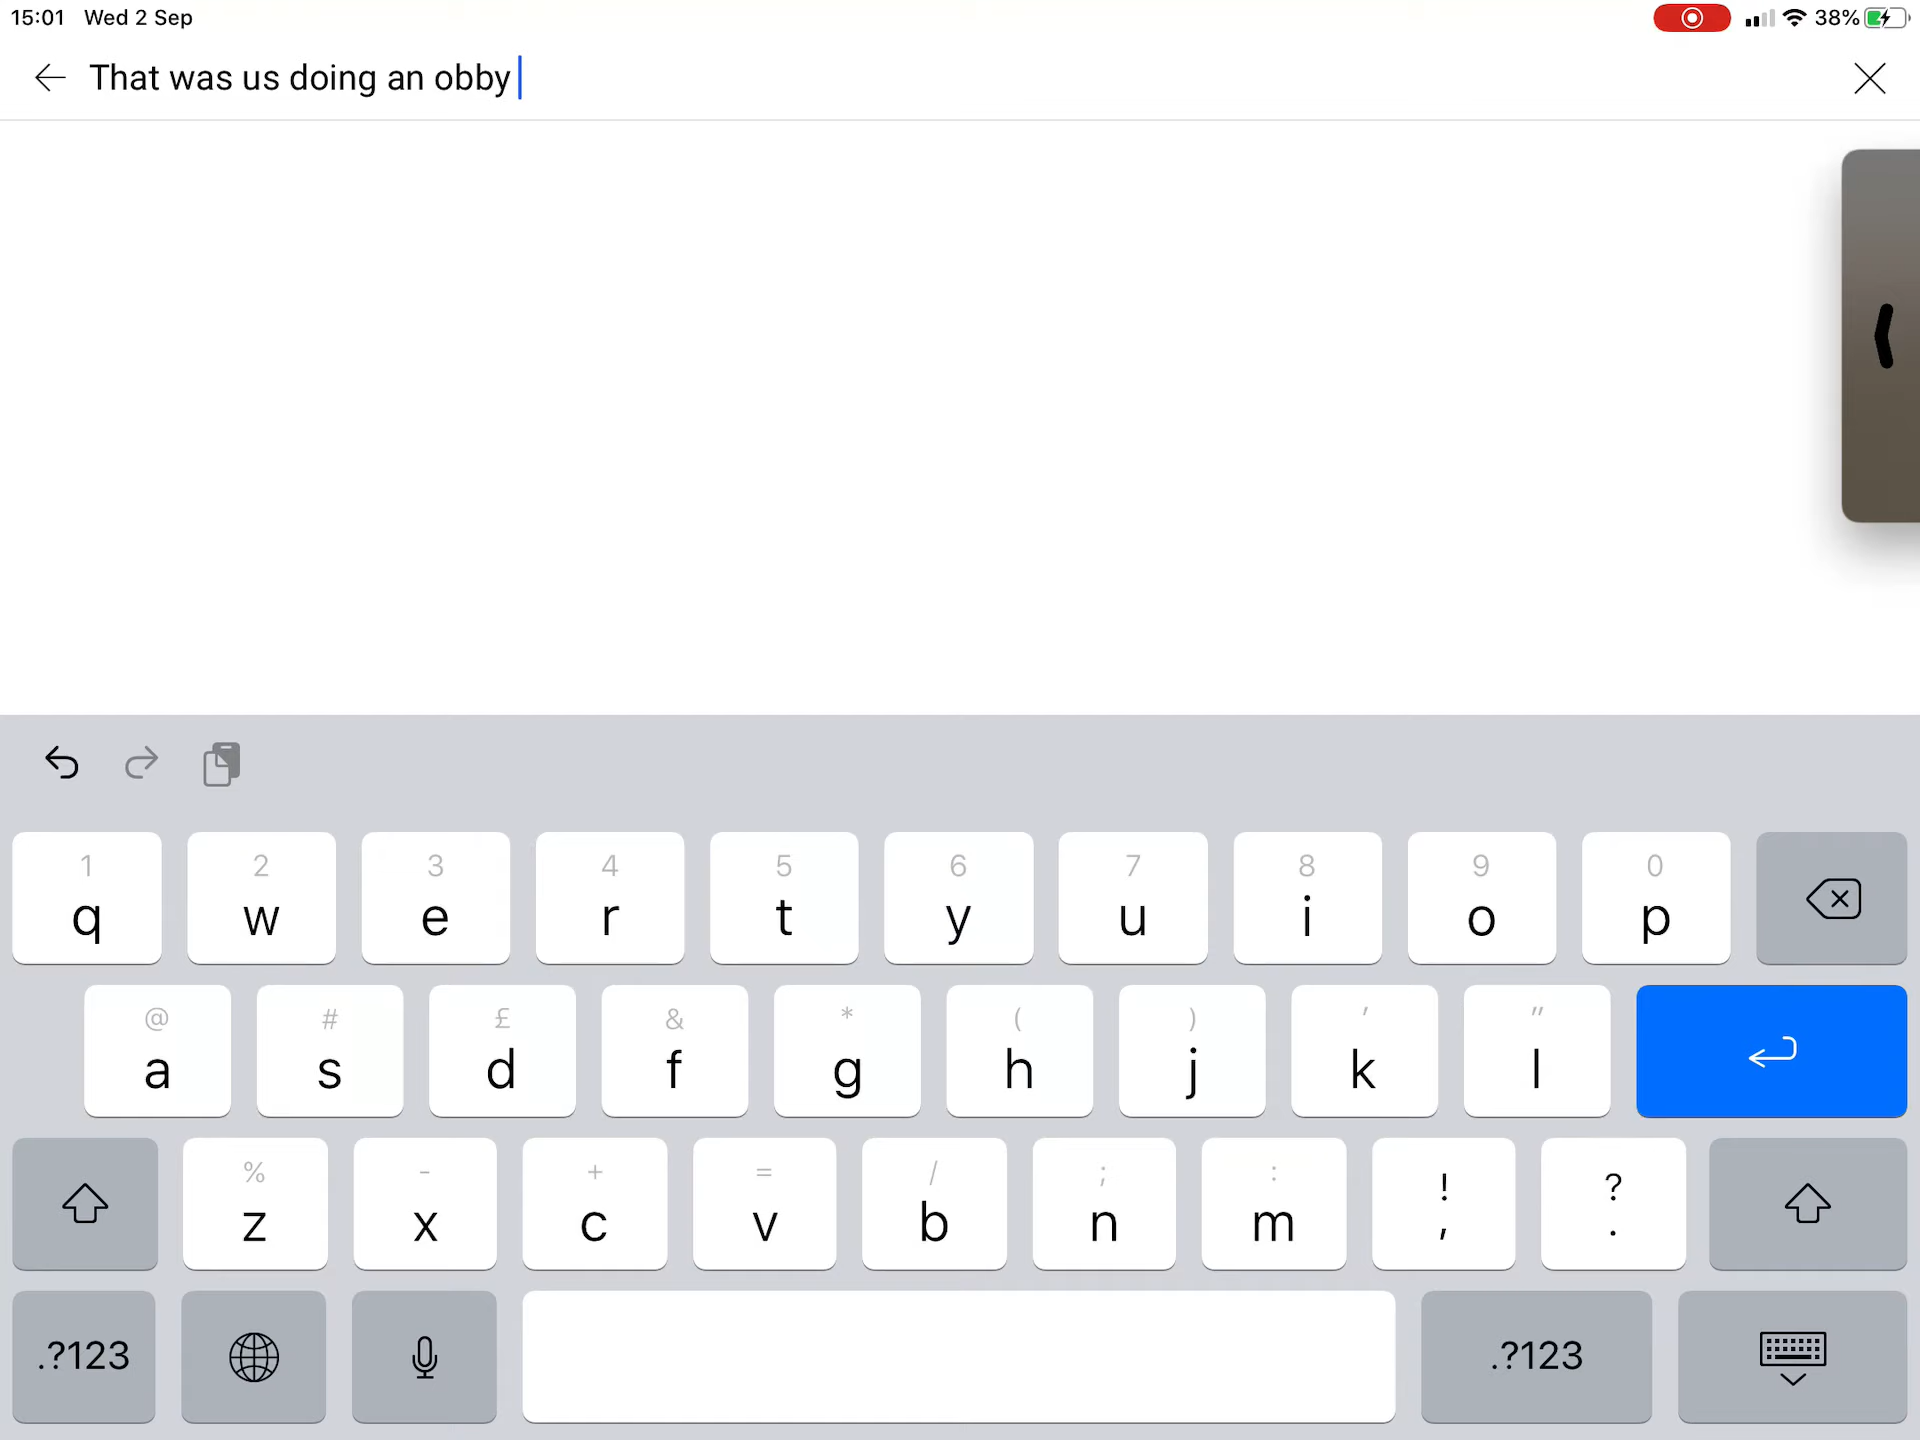 15:01 Wed 2 Sep 38%
That was us doing an obby
1 2 3 4 5 6 7 8 9 0
q w e r t y u i o p
@ # £ & * ( ) ' "
a s d f g h j k l
% - + = / ; : ! ?
z x c v b n m , .
.?123 .?123